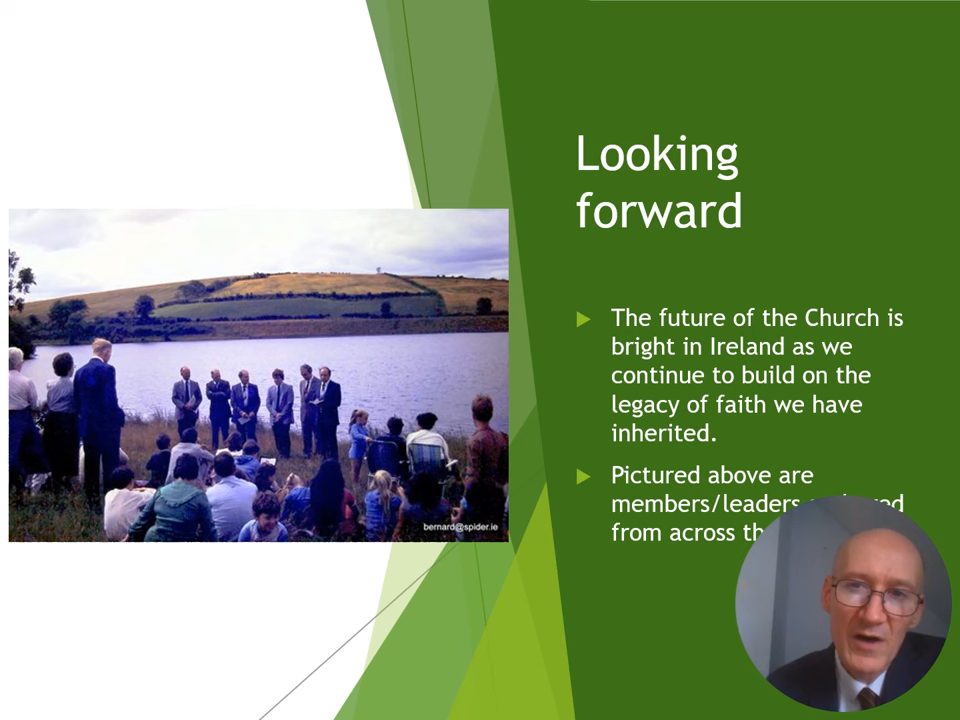 Looking
forward
The future of the Church is
bright in Ireland as we
continue to build on the
legacy of faith we have
inherited.
Pictured above are
members/leaders
from across
bernard@spider.ie